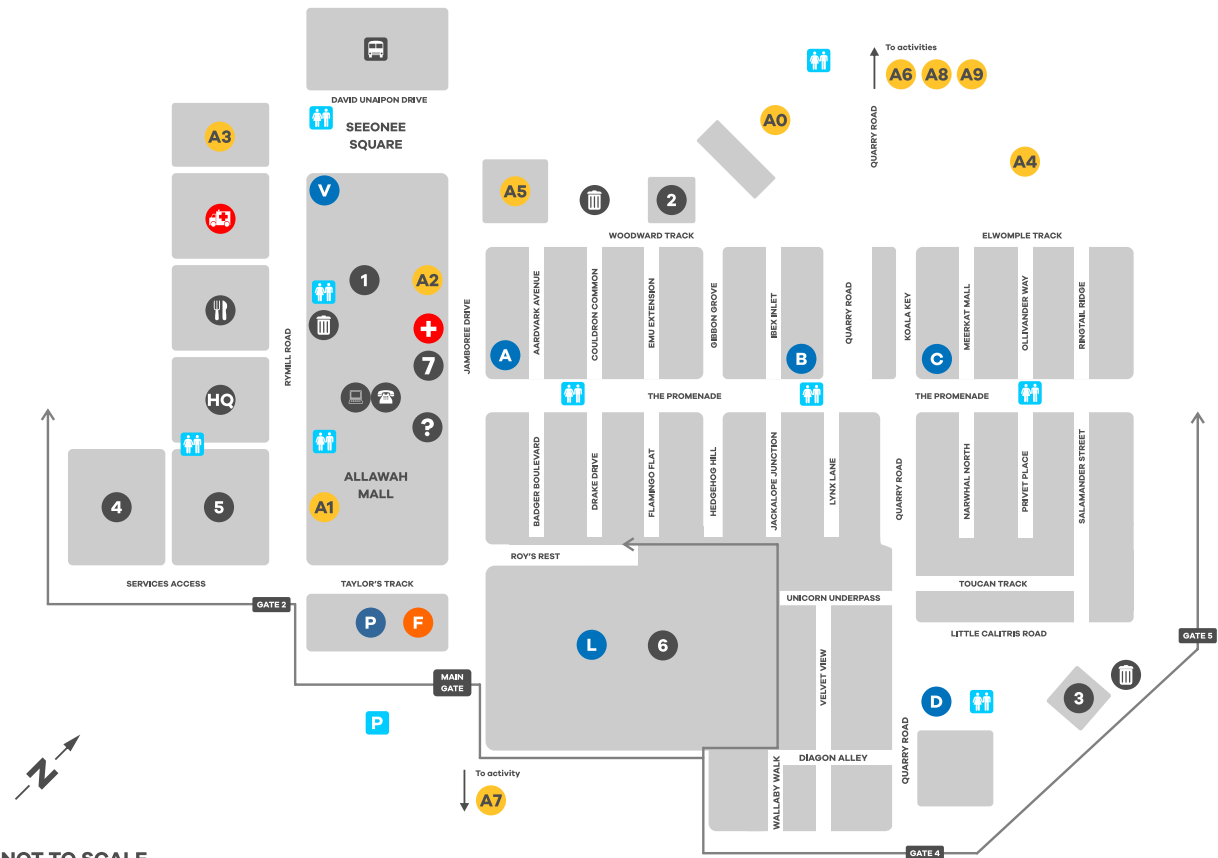 To activities
A6 A8 A9
DAVID UNAIPON DRIVE
SEEONEE
SQUARE
A3
A0
QUARRY ROAD
A4
V
A5
2
WOODWARD TRACK
ELWOMPLE TRACK
1
A2
JAMBOREE DRIVE
AARDVARK AVENUE
COULDRON COMMON
EMU EXTENSION
GIBBON GROVE
IBEX INLET
QUARRY ROAD
KOALA KEY
MEERKAT MALL
OLLIVANDER WAY
RINGTAIL RIDGE
RYMILL ROAD
A
B
C
7
HQ
THE PROMENADE
THE PROMENADE
?
ALLAWAH
MALL
BADGER BOULEVARD
DRAKE DRIVE
FLAMINGO FLAT
HEDGEHOG HILL
JACKALOPE JUNCTION
LYNX LANE
QUARRY ROAD
NARWHAL NORTH
PRIVET PLACE
SALAMANDER STREET
4
5
A1
ROY'S REST
SERVICES ACCESS
TAYLOR'S TRACK
TOUCAN TRACK
UNICORN UNDERPASS
GATE 2
P
F
LITTLE CALITRIS ROAD
GATE 5
L
6
MAIN
GATE
VELVET VIEW
D
3
P
QUARRY ROAD
DIAGON ALLEY
N
To activity
A7
WALLABY WALK
GATE 4
NOT TO SCALE